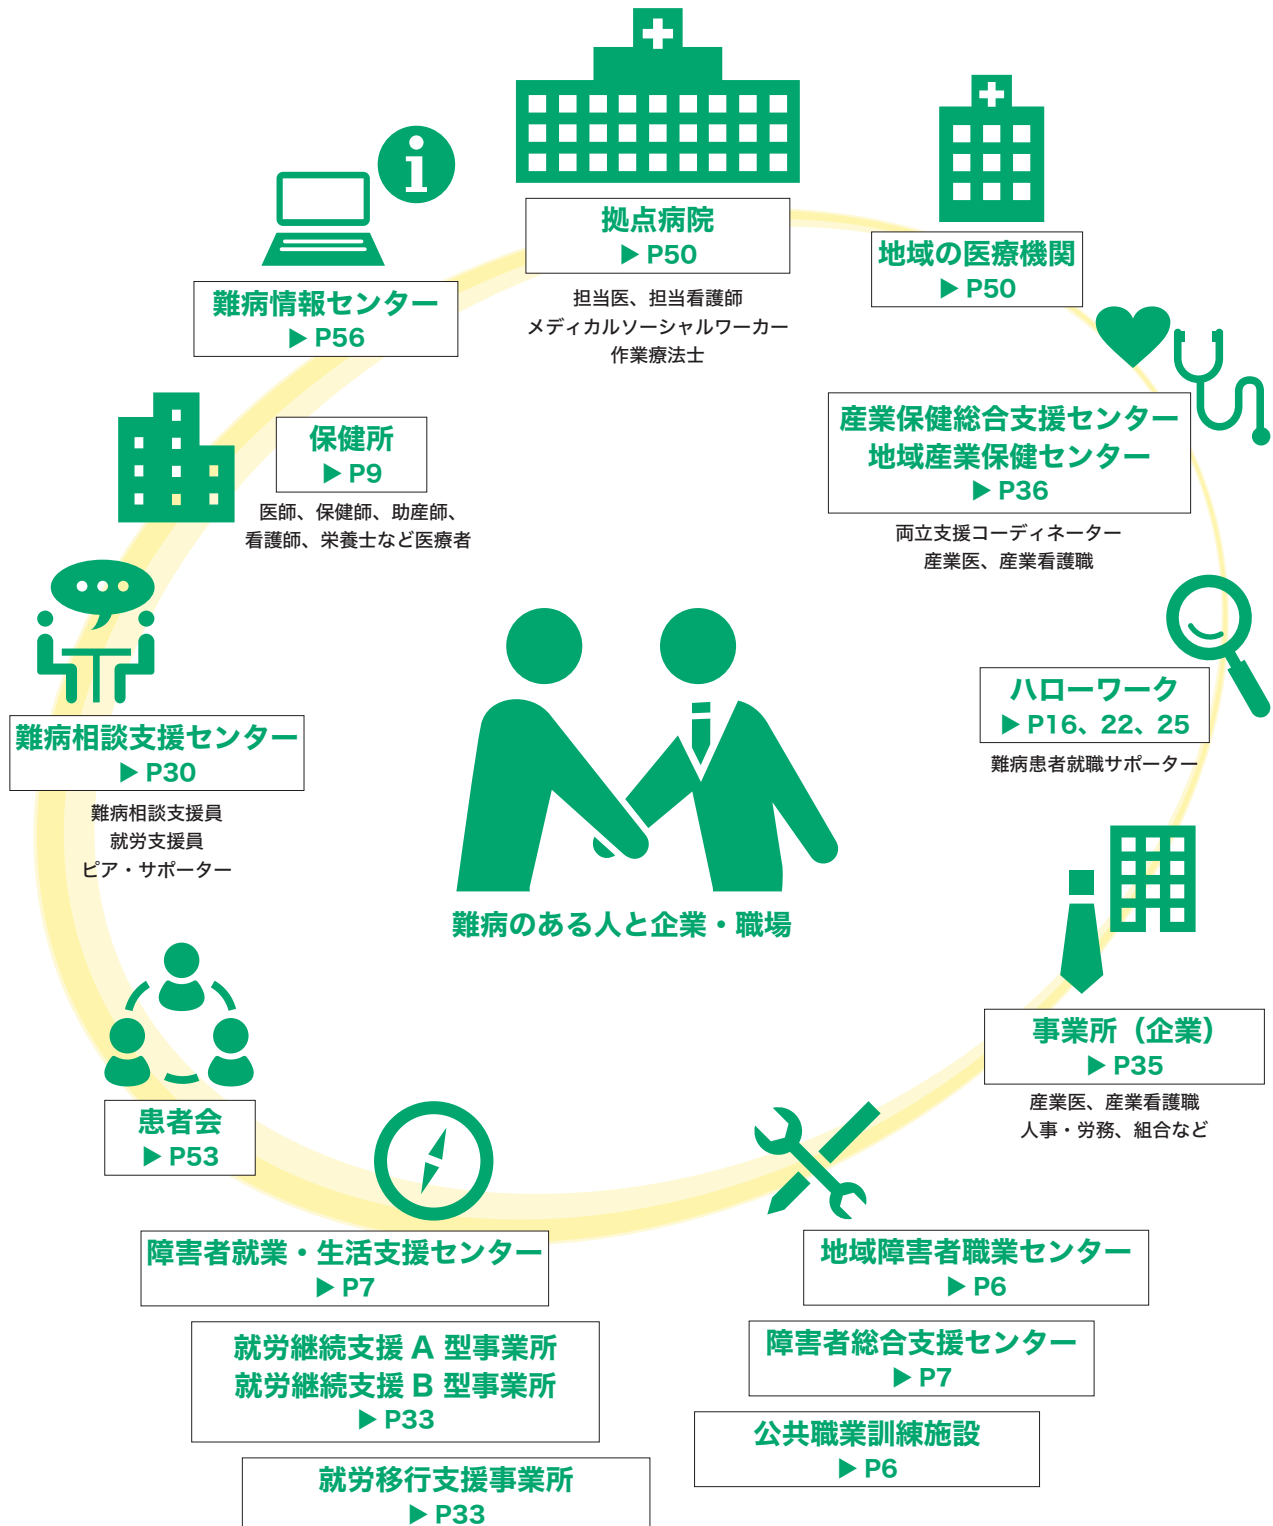 拠点病院
▶ P50
担当医、担当看護師
メディカルソーシャルワーカー
作業療法士
地域の医療機関
▶ P50
難病情報センター
▶ P56
産業保健総合支援センター
地域産業保健センター
▶ P36
両立支援コーディネーター
産業医、産業看護職
保健所
▶ P9
医師、保健師、助産師、
看護師、栄養士など医療者
ハローワーク
▶ P16、22、25
難病患者就職サポーター
難病相談支援センター
▶ P30
難病相談支援員
就労支援員
ピア・サポーター
難病のある人と企業・職場
事業所（企業）
▶ P35
産業医、産業看護職
人事・労務、組合など
患者会
▶ P53
障害者就業・生活支援センター
▶ P7
就労継続支援 A 型事業所
就労継続支援 B 型事業所
▶ P33
就労移行支援事業所
▶ P33
地域障害者職業センター
▶ P6
障害者総合支援センター
▶ P7
公共職業訓練施設
▶ P6